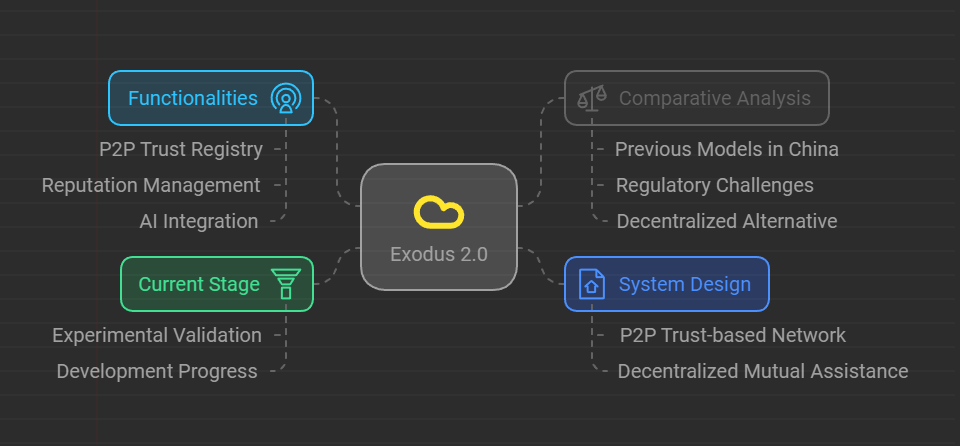 Functionalities
P2P Trust Registry
Reputation Management
AI Integration
Current Stage
Experimental Validation
Development Progress
Exodus 2.0
Comparative Analysis
Previous Models in China
Regulatory Challenges
Decentralized Alternative
System Design
P2P Trust-based Network
Decentralized Mutual Assistance